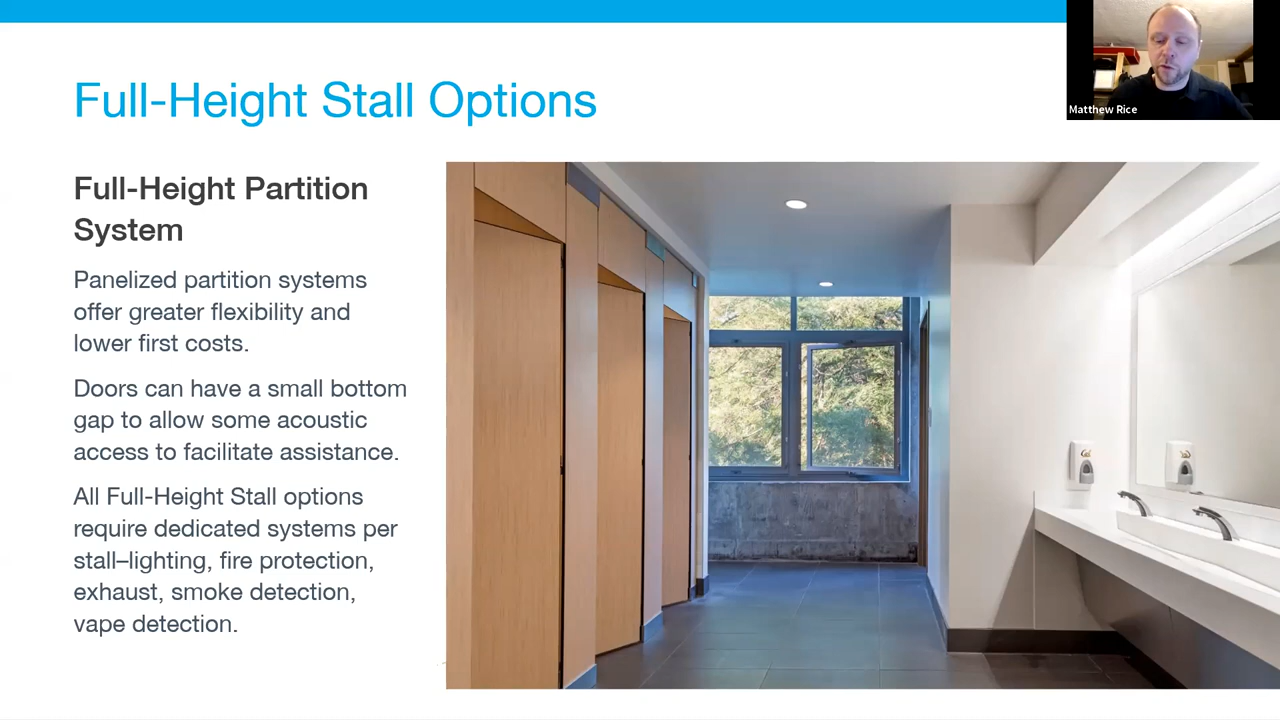 Full-Height Stall Options
Matthew Rice
Full-Height Partition
System
Panelized partition systems
offer greater flexibility and
lower first costs.
Doors can have a small bottom
gap to allow some acoustic
access to facilitate assistance.
All Full-Height Stall options
require dedicated systems per
stall–lighting, fire protection,
exhaust, smoke detection,
vape detection.